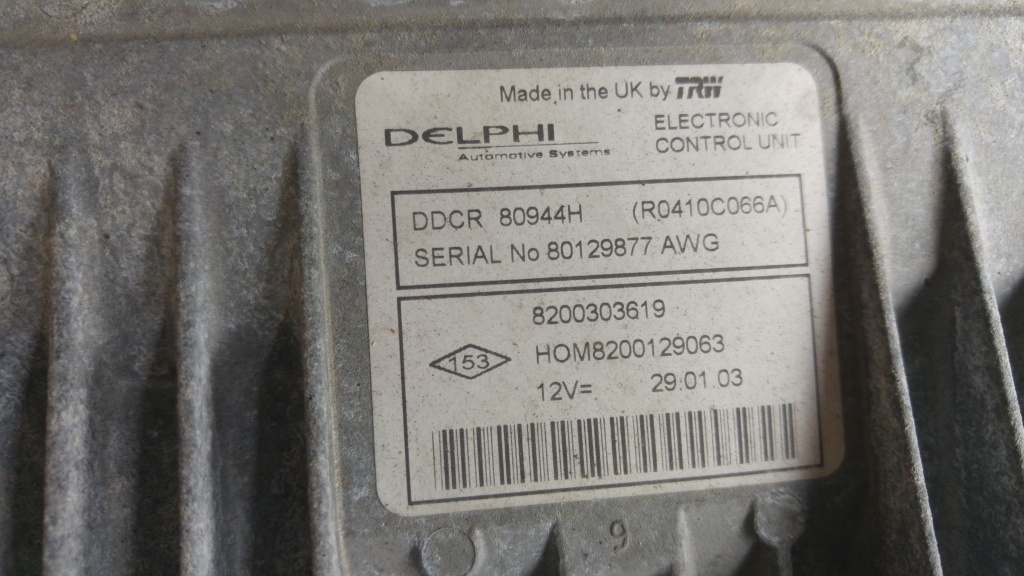 Made in the UK by TRW
DELPHI
Automotive Systems
ELECTRONIC
CONTROL UNIT
DDCR 80944H (R0410C066A)
SERIAL No 80129877 AWG
8200303619
153
HOM8200129063
12V= 29.01.03
9